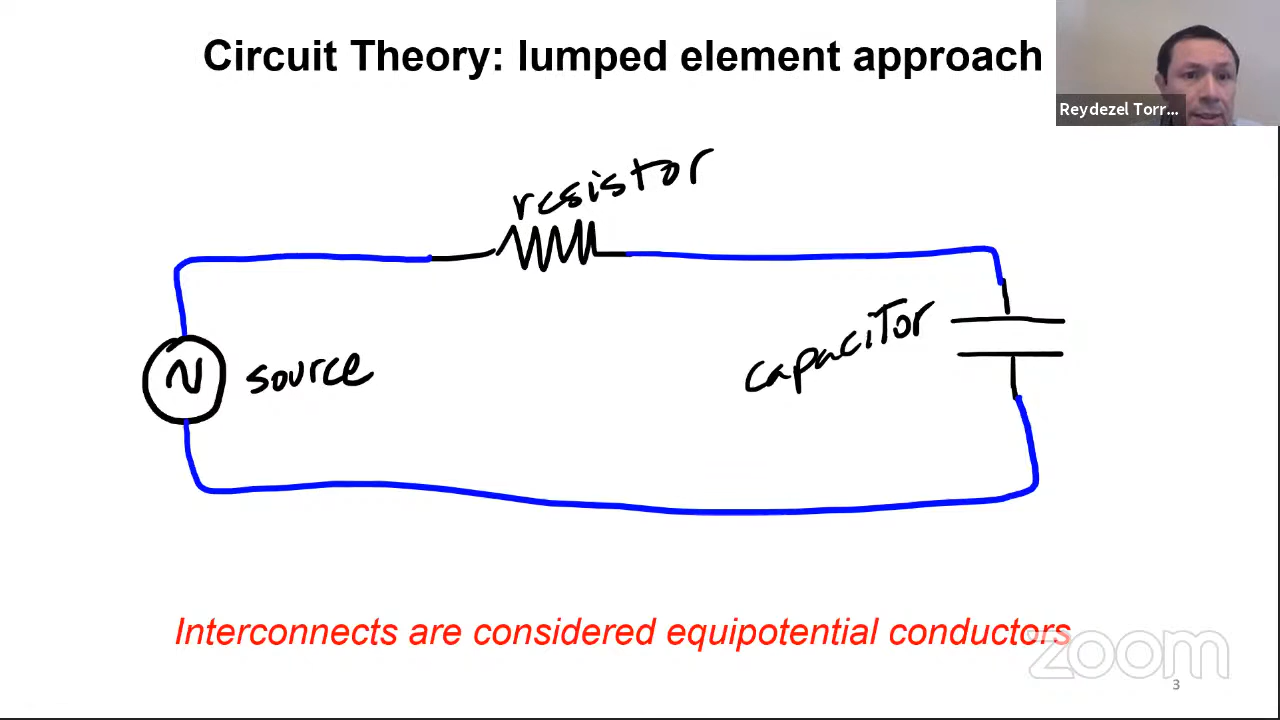 Circuit Theory: lumped element approach
Reydezel Torr...
resistor
capacitor
source
Interconnects are considered equipotential conductors
zoom
3